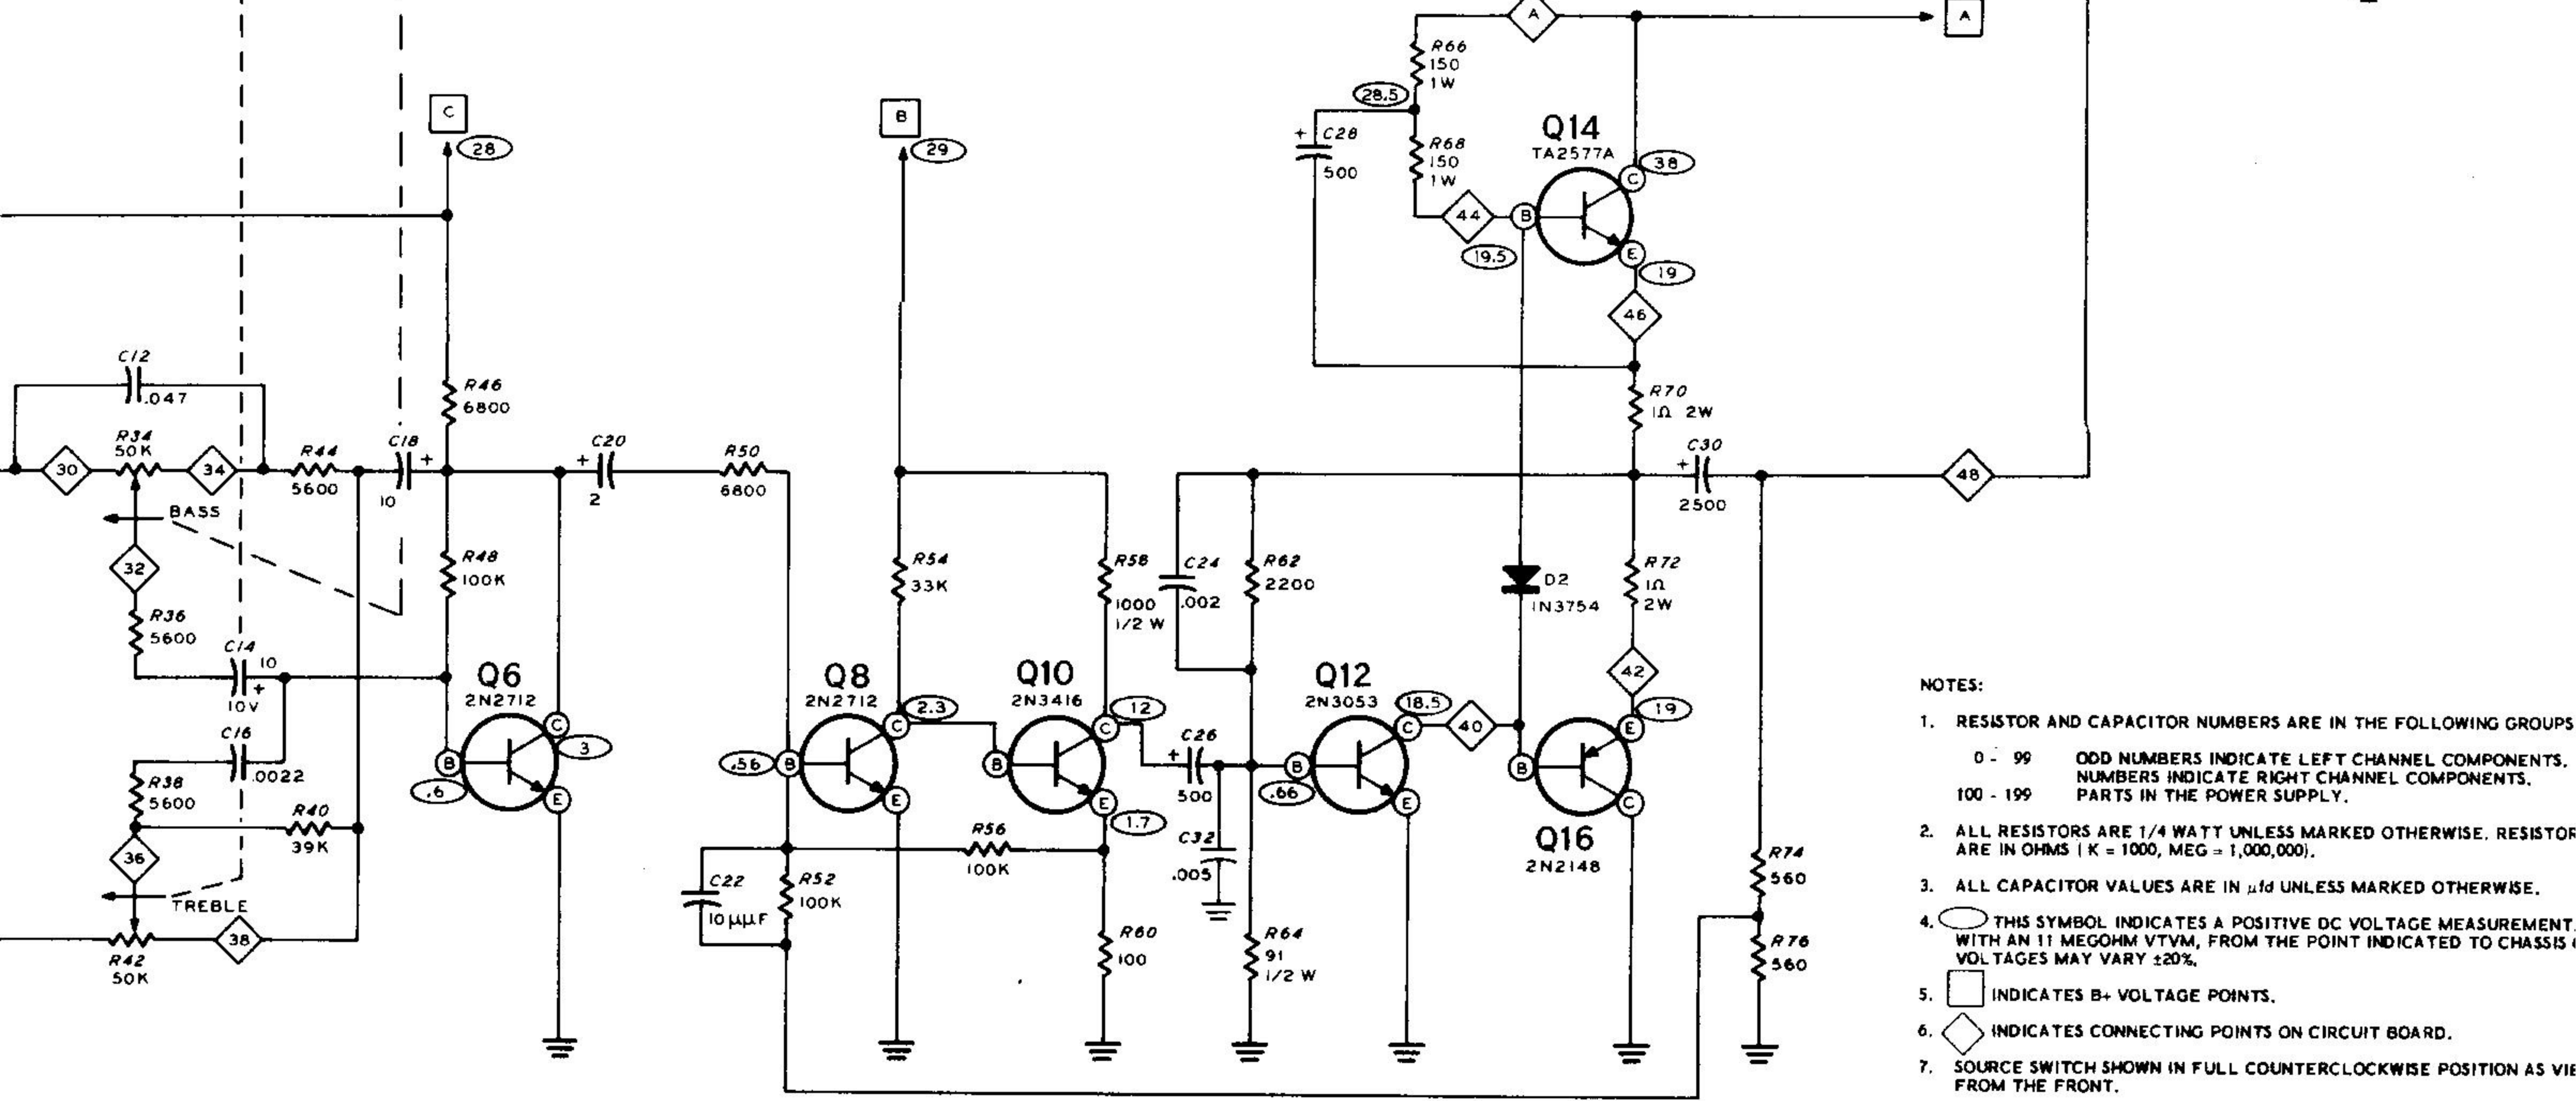 A
A
R66
150
1W
28.5
C
28
B
29
+ C28
500
R68
150
1W
Q14
TA2577A
C
38
44
B
19.5
E
19
46
C12
.047
R46
6800
R70
1Ω 2W
30
R34
50K
34
R44
5600
C18
+
10
C20
+
2
R50
6800
C30
+
2500
48
BASS
32
R48
100K
R54
33K
R58
1000
1/2 W
C24
.002
R62
2200
D2
1N3754
R72
1Ω
2W
R36
5600
C14
10
+
10V
Q6
2N2712
Q8
2N2712
Q10
2N3416
Q12
2N3053
42
C
3
C
2.3
C
12
C
18.5
40
E
19
C16
.0022
B
.6
E
.56
B
E
B
E
1.7
C26
+
500
B
.66
E
B
C
Q16
2N2148
R38
5600
R40
39K
36
R56
100K
C32
.005
R74
560
C22
10 μμF
R52
100K
TREBLE
38
R42
50K
R60
100
R64
91
1/2 W
R76
560
NOTES:
1. RESISTOR AND CAPACITOR NUMBERS ARE IN THE FOLLOWING GROUPS
0 - 99 ODD NUMBERS INDICATE LEFT CHANNEL COMPONENTS.
NUMBERS INDICATE RIGHT CHANNEL COMPONENTS.
100 - 199 PARTS IN THE POWER SUPPLY.
2. ALL RESISTORS ARE 1/4 WATT UNLESS MARKED OTHERWISE. RESISTOR
ARE IN OHMS ( K = 1000, MEG = 1,000,000).
3. ALL CAPACITOR VALUES ARE IN μfd UNLESS MARKED OTHERWISE.
4. THIS SYMBOL INDICATES A POSITIVE DC VOLTAGE MEASUREMENT.
WITH AN 11 MEGOHM VTVM, FROM THE POINT INDICATED TO CHASSIS
VOLTAGES MAY VARY ±20%.
5. INDICATES B+ VOLTAGE POINTS.
6. INDICATES CONNECTING POINTS ON CIRCUIT BOARD.
7. SOURCE SWITCH SHOWN IN FULL COUNTERCLOCKWISE POSITION AS VIE
FROM THE FRONT.